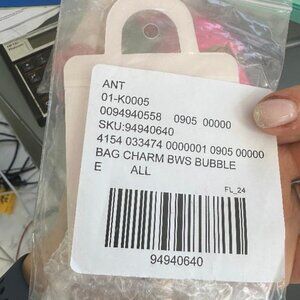 ANT
01-K0005
0094940558 0905 00000
SKU:94940640
4154 033474 0000001 0905 00000
BAG CHARM BWS BUBBLE
E ALL
FL_24
94940640